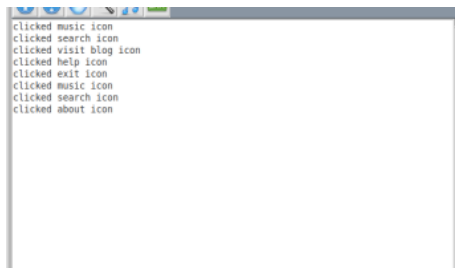 clicked music icon
clicked search icon
clicked visit blog icon
clicked help icon
clicked exit icon
clicked music icon
clicked search icon
clicked about icon